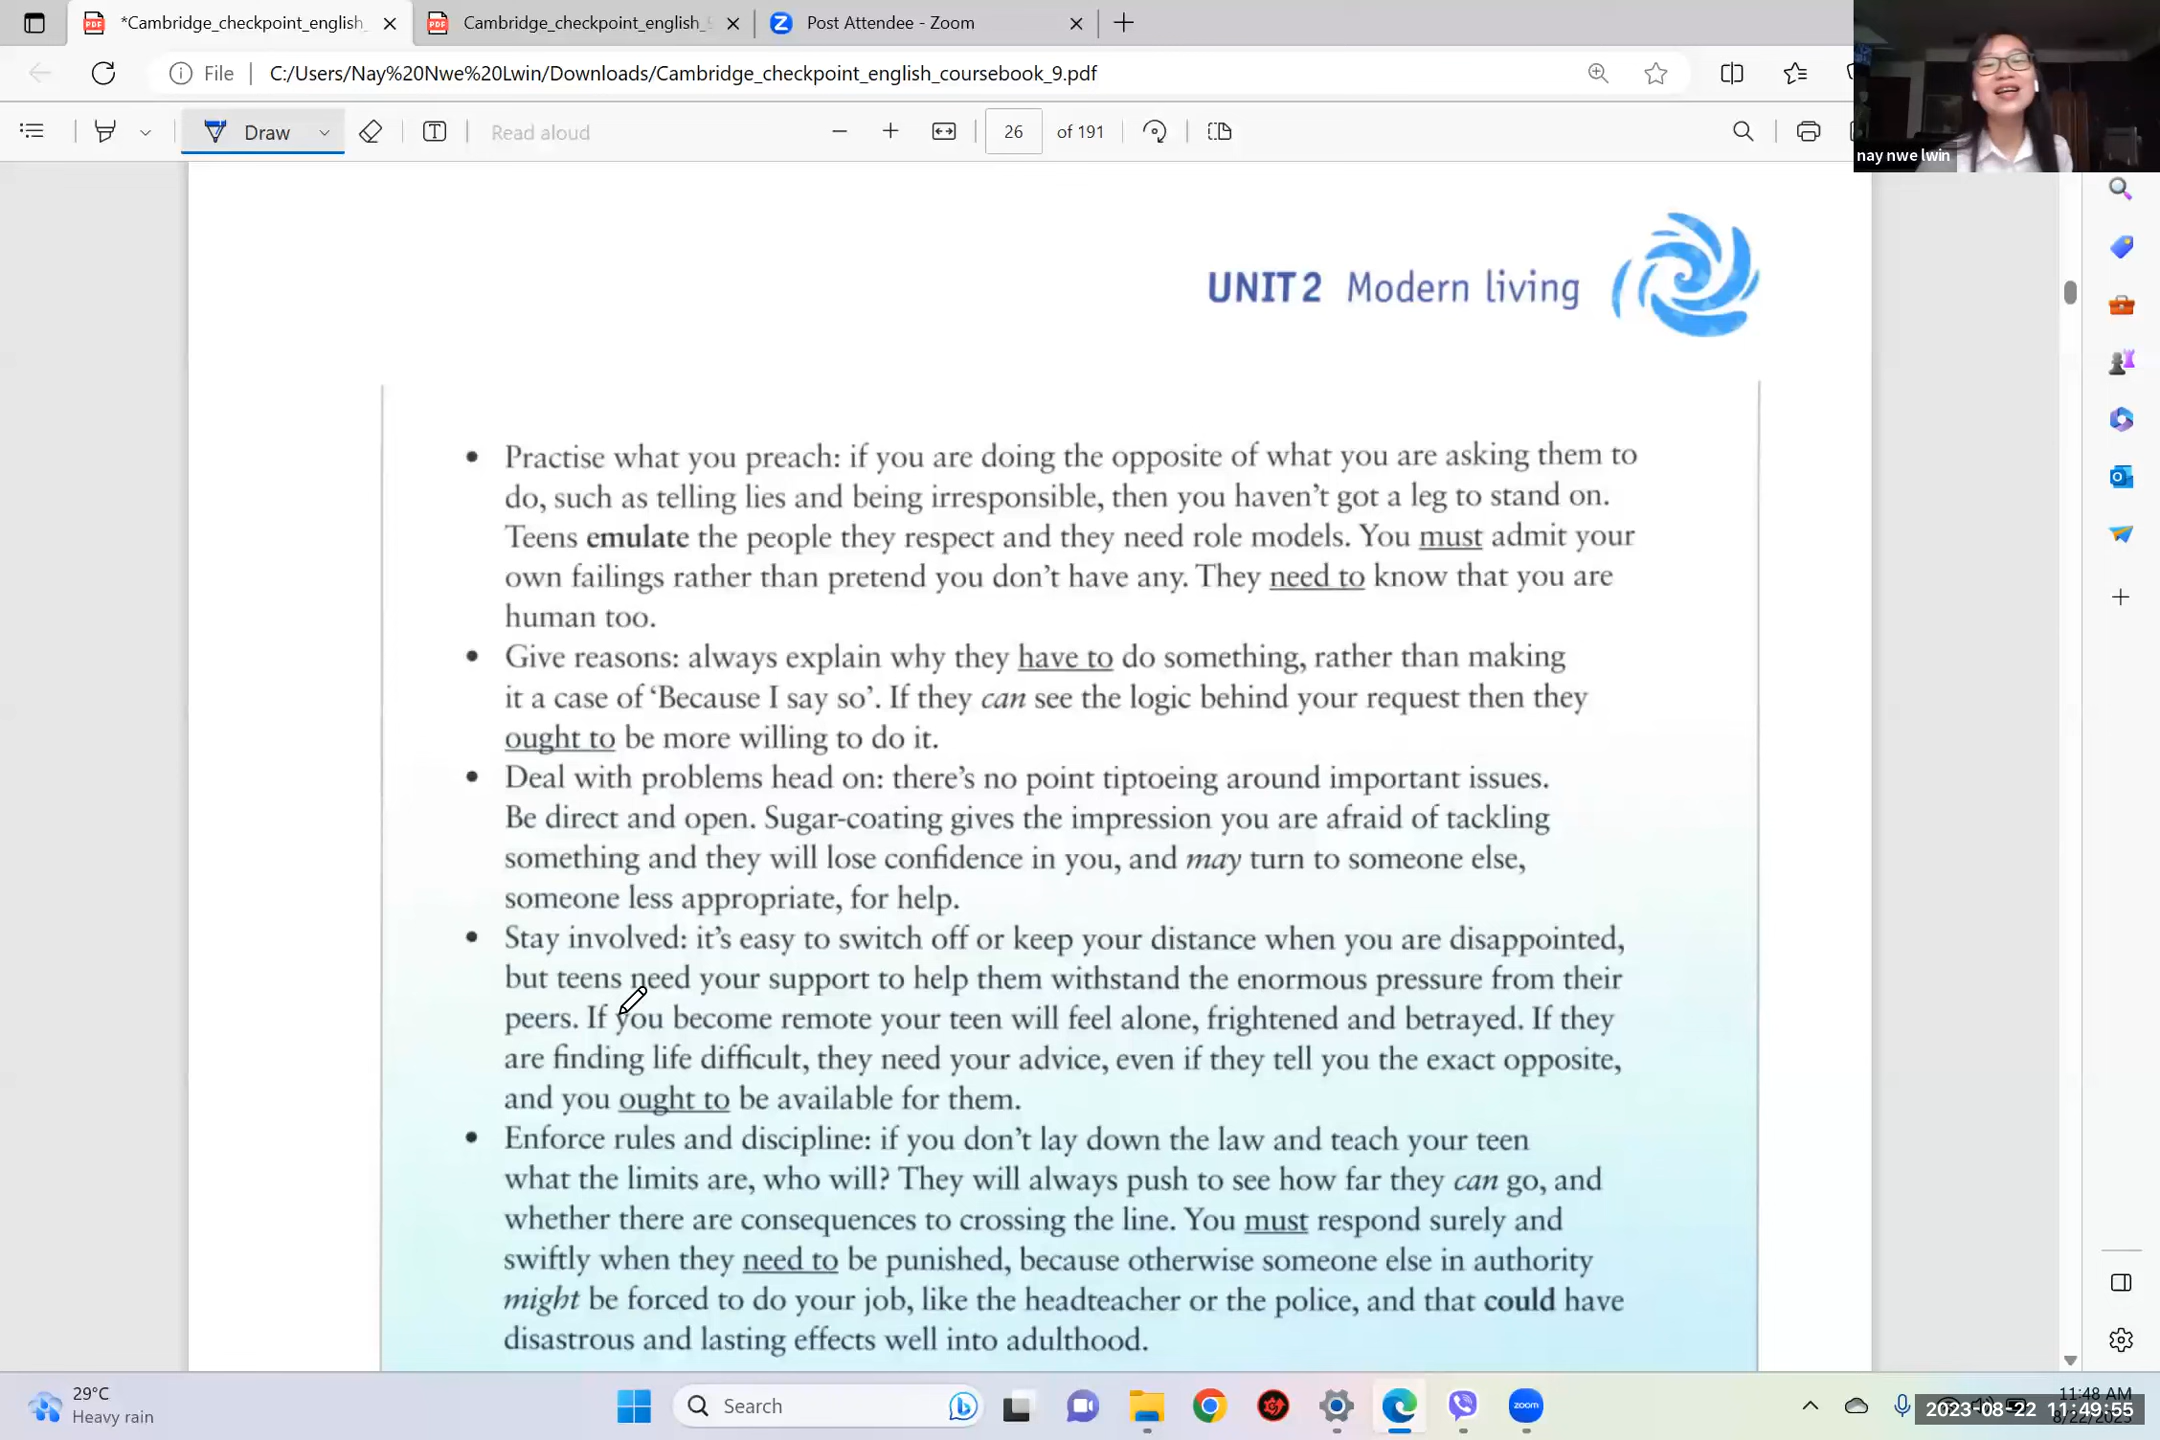 *Cambridge_checkpoint_english_
Cambridge_checkpoint_english_
Post Attendee - Zoom
File
C:/Users/Nay%20Nwe%20Lwin/Downloads/Cambridge_checkpoint_english_coursebook_9.pdf
nay nwe lwin
Draw
Read aloud
26
of 191
UNIT 2 Modern living
• Practise what you preach: if you are doing the opposite of what you are asking them to
do, such as telling lies and being irresponsible, then you haven't got a leg to stand on.
Teens emulate the people they respect and they need role models. You must admit your
own failings rather than pretend you don't have any. They need to know that you are
human too.
• Give reasons: always explain why they have to do something, rather than making
it a case of 'Because I say so'. If they can see the logic behind your request then they
ought to be more willing to do it.
• Deal with problems head on: there's no point tiptoeing around important issues.
Be direct and open. Sugar-coating gives the impression you are afraid of tackling
something and they will lose confidence in you, and may turn to someone else,
someone less appropriate, for help.
• Stay involved: it's easy to switch off or keep your distance when you are disappointed,
but teens need your support to help them withstand the enormous pressure from their
peers. If you become remote your teen will feel alone, frightened and betrayed. If they
are finding life difficult, they need your advice, even if they tell you the exact opposite,
and you ought to be available for them.
• Enforce rules and discipline: if you don't lay down the law and teach your teen
what the limits are, who will? They will always push to see how far they can go, and
whether there are consequences to crossing the line. You must respond surely and
swiftly when they need to be punished, because otherwise someone else in authority
might be forced to do your job, like the headteacher or the police, and that could have
disastrous and lasting effects well into adulthood.
29°C
Heavy rain
Search
zoom
11:48 AM
8/22/2023
2023-08-22 11:49:55